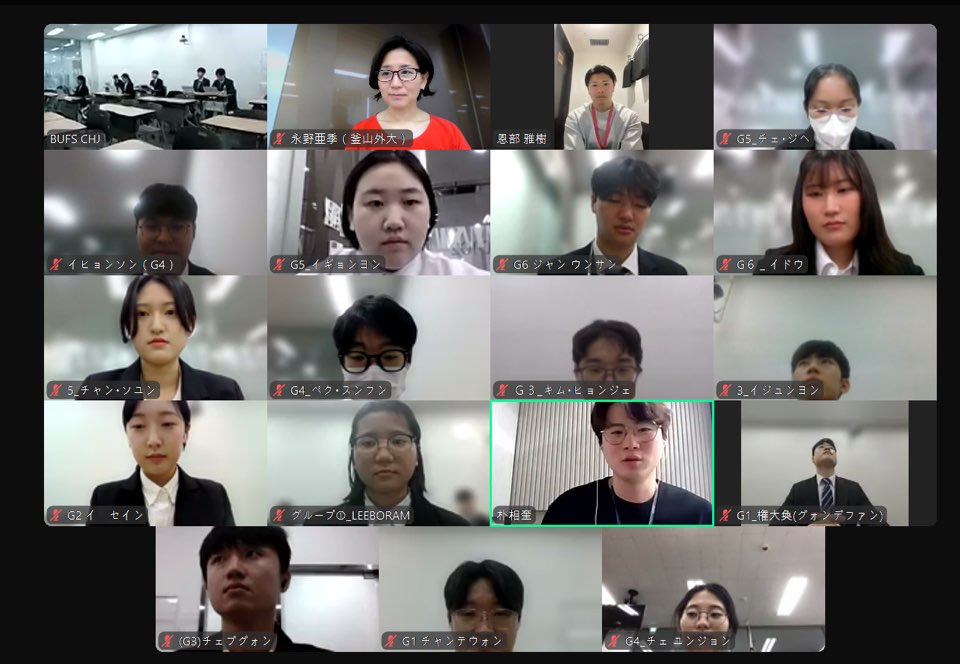 BUFS CHJ
永野亜季 ( 釜山外大 )
恩部 雅樹
G5_チェ・ジヘ
イヒョンソン ( G4 )
G5_イギョンヨン
G6 ジャン ウンサン
G６ _ イドウ
5_チャン・ソユン
G4_ペク・スンフン
G３_キム・ヒョンジェ
3_イジュンヨン
G2 イ　セイン
グループ①_LEEBORAM
朴相奎
G1_権大奐(グォンデファン)
(G3)チェブグォン
G1 チャンテウォン
G4_チェ ユンジョン